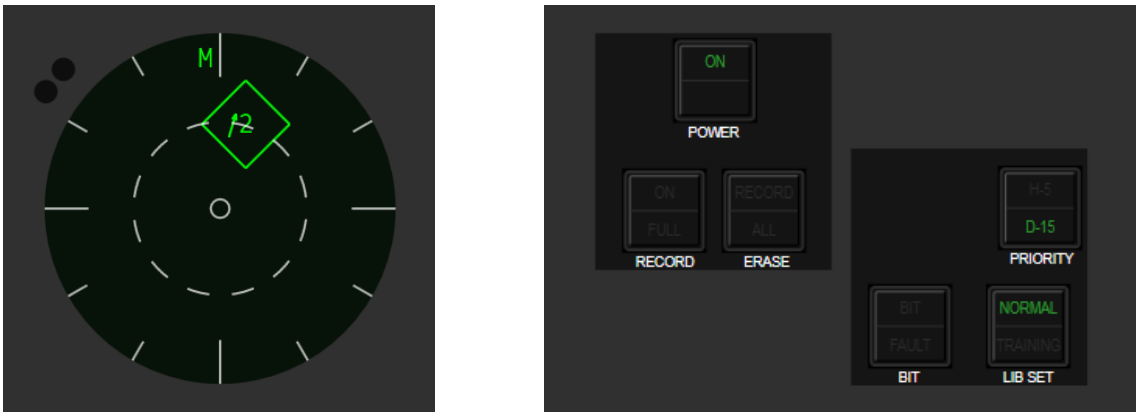 M
12
ON
POWER
ON
FULL
RECORD
RECORD
ALL
ERASE
H-5
D-15
PRIORITY
BIT
FAULT
BIT
NORMAL
TRAINING
LIB SET